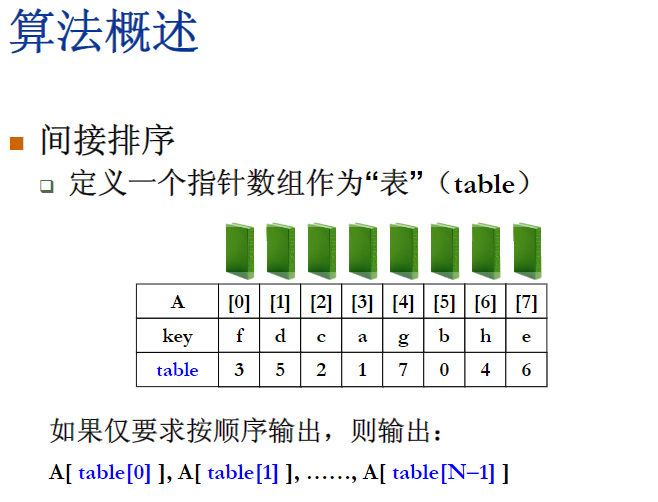 算法概述
间接排序
定义一个指针数组作为“表”（table）
A [0] [1] [2] [3] [4] [5] [6] [7]
key f d c a g b h e
table 3 5 2 1 7 0 4 6
如果仅要求按顺序输出，则输出：
A[ table[0] ], A[ table[1] ], ……, A[ table[N–1] ]